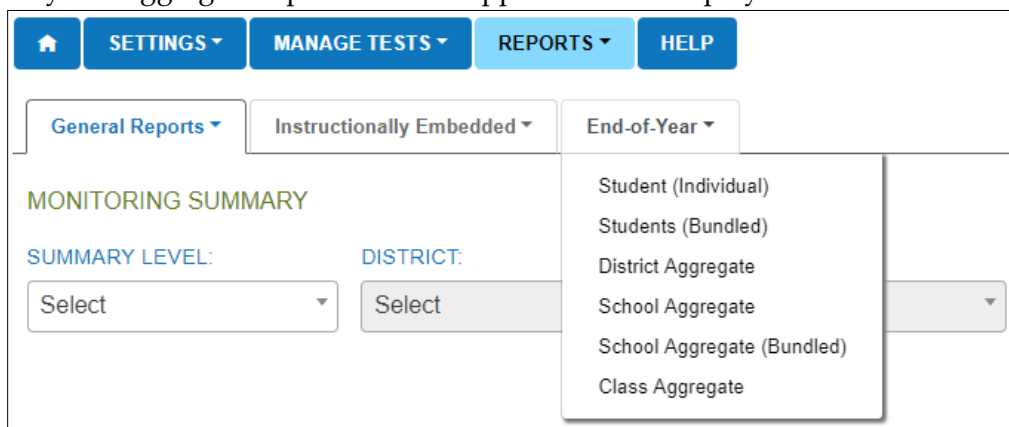 SETTINGS MANAGE TESTS REPORTS HELP
General Reports Instructionally Embedded End-of-Year
Student (Individual)
Students (Bundled)
District Aggregate
School Aggregate
School Aggregate (Bundled)
Class Aggregate
MONITORING SUMMARY
SUMMARY LEVEL: DISTRICT:
Select Select